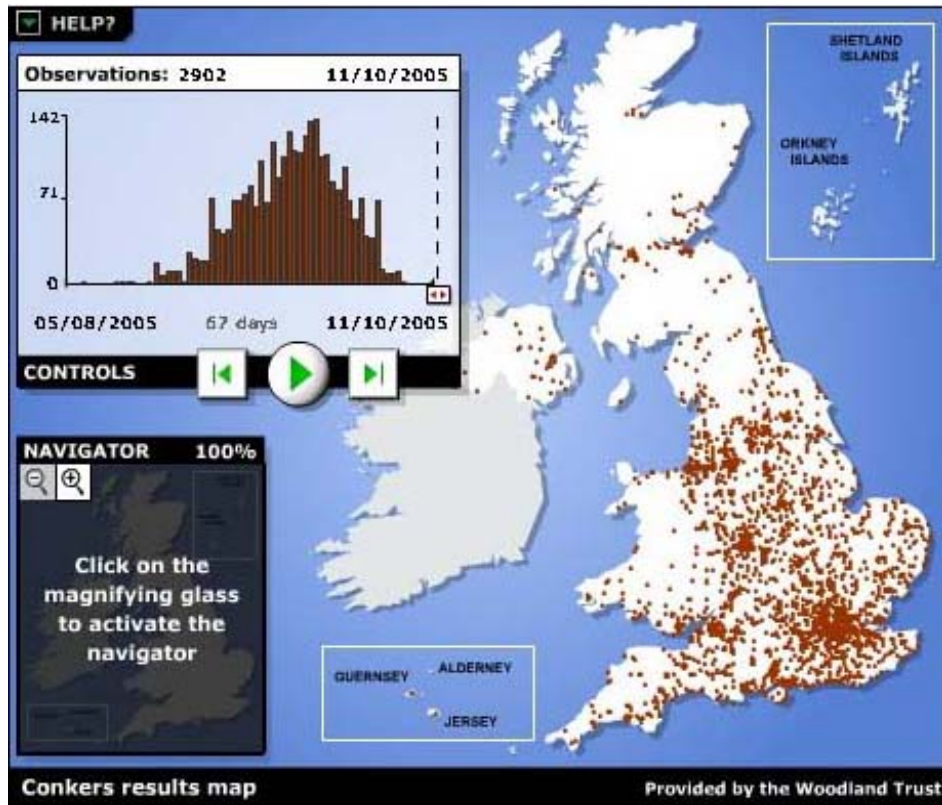 HELP?
Observations: 2902 11/10/2005
142
71
0
05/08/2005 67 days 11/10/2005
CONTROLS
NAVIGATOR 100%
Click on the
magnifying glass
to activate the
navigator
SHETLAND
ISLANDS
ORKNEY
ISLANDS
GUERNSEY
ALDERNEY
JERSEY
Conkers results map
Provided by the Woodland Trust